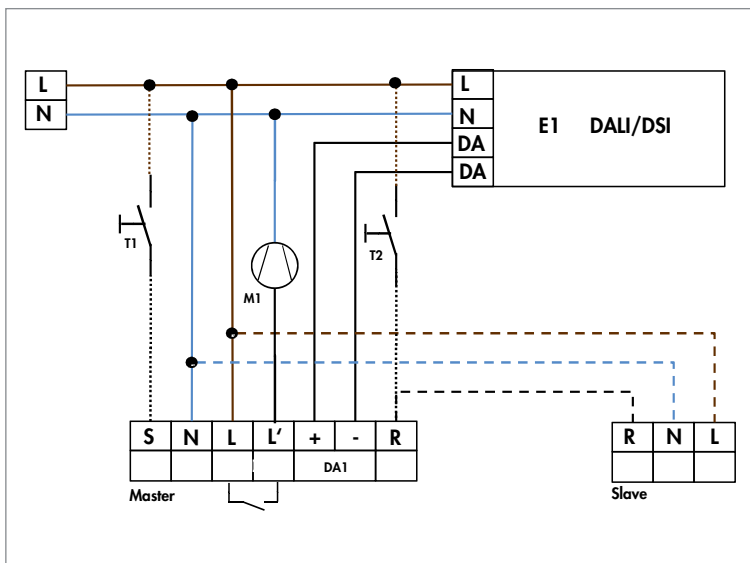 L
N
L
N
DA
DA
E1 DALI/DSI
T1
T2
M1
S N L L′ + - R
DA1
Master
R N L
Slave